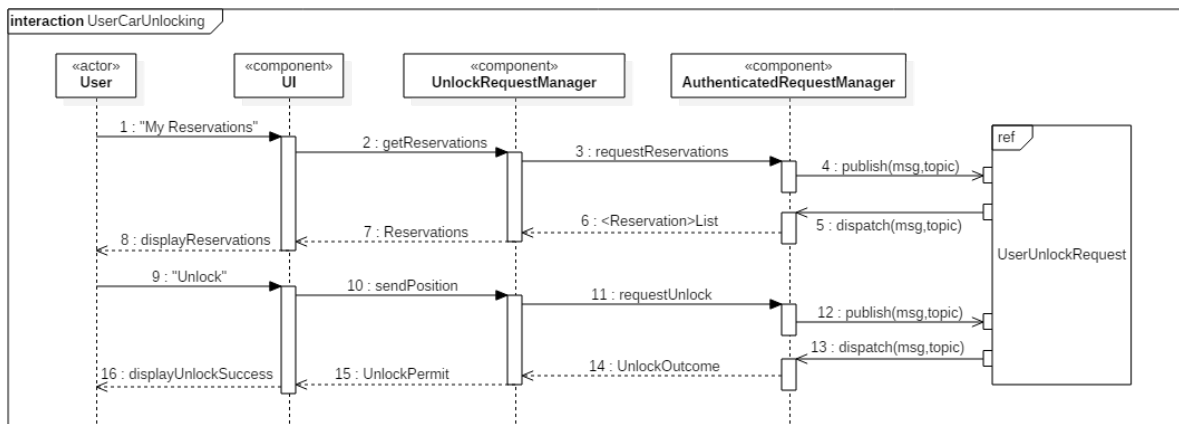 interaction UserCarUnlocking
«actor»
User
«component»
UI
«component»
UnlockRequestManager
«component»
AuthenticatedRequestManager
1 : "My Reservations"
ref
2 : getReservations
3 : requestReservations
4 : publish(msg,topic)
5 : dispatch(msg,topic)
6 : <Reservation>List
7 : Reservations
8 : displayReservations
UserUnlockRequest
9 : "Unlock"
10 : sendPosition
11 : requestUnlock
12 : publish(msg,topic)
13 : dispatch(msg,topic)
14 : UnlockOutcome
15 : UnlockPermit
16 : displayUnlockSuccess